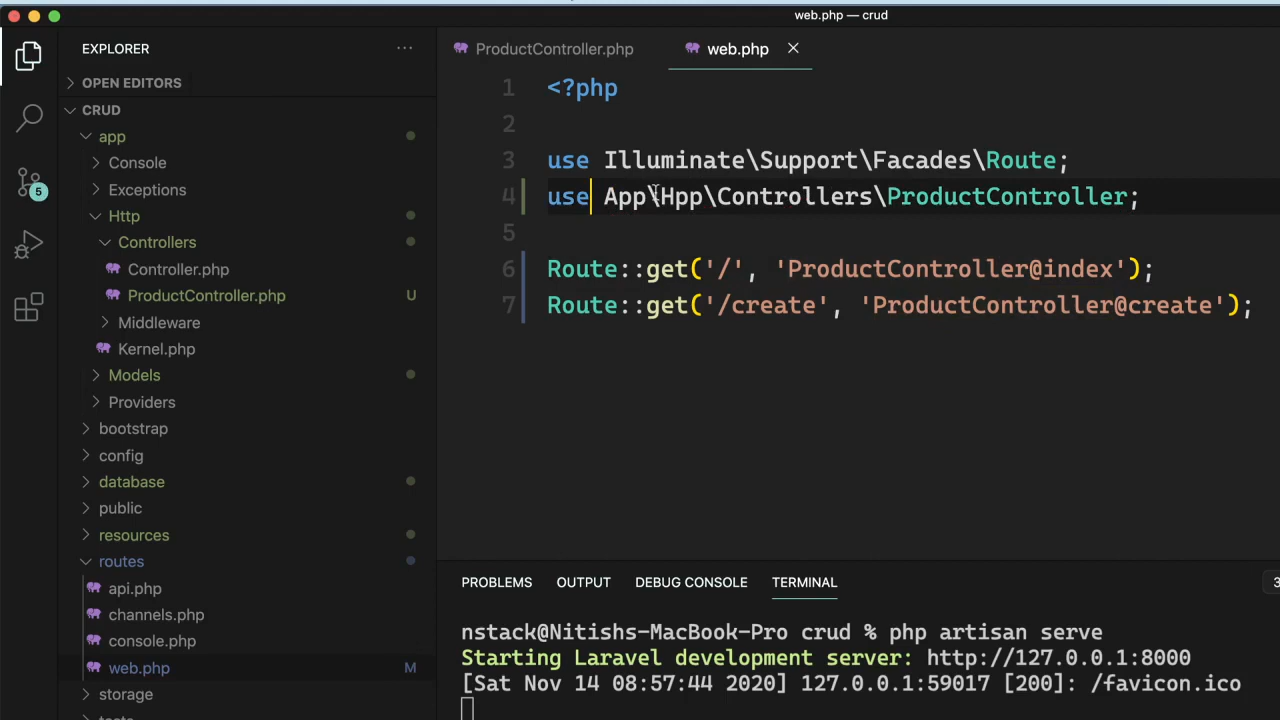 web.php — crud
EXPLORER ···
OPEN EDITORS
CRUD
app
Console
Exceptions
Http
Controllers
Controller.php
ProductController.php U
Middleware
Kernel.php
Models
Providers
bootstrap
config
database
public
resources
routes
api.php
channels.php
console.php
web.php M
storage
5
ProductController.php web.php
1 <?php
2
3 use Illuminate\Support\Facades\Route;
4 use App\Hpp\Controllers\ProductController;
5
6 Route::get('/', 'ProductController@index');
7 Route::get('/create', 'ProductController@create');
PROBLEMS OUTPUT DEBUG CONSOLE TERMINAL 3
nstack@Nitishs-MacBook-Pro crud % php artisan serve
Starting Laravel development server: http://127.0.0.1:8000
[Sat Nov 14 08:57:44 2020] 127.0.0.1:59017 [200]: /favicon.ico